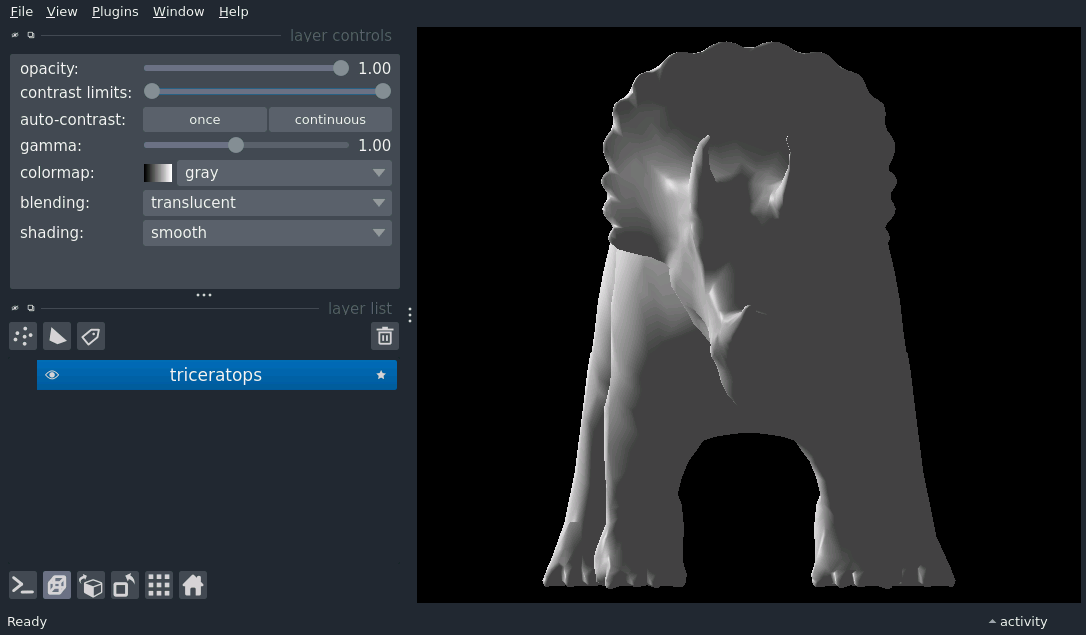 File View Plugins Window Help
layer controls
opacity: 1.00
contrast limits:
auto-contrast: once continuous
gamma: 1.00
colormap: gray
blending: translucent
shading: smooth
layer list
triceratops
Ready activity